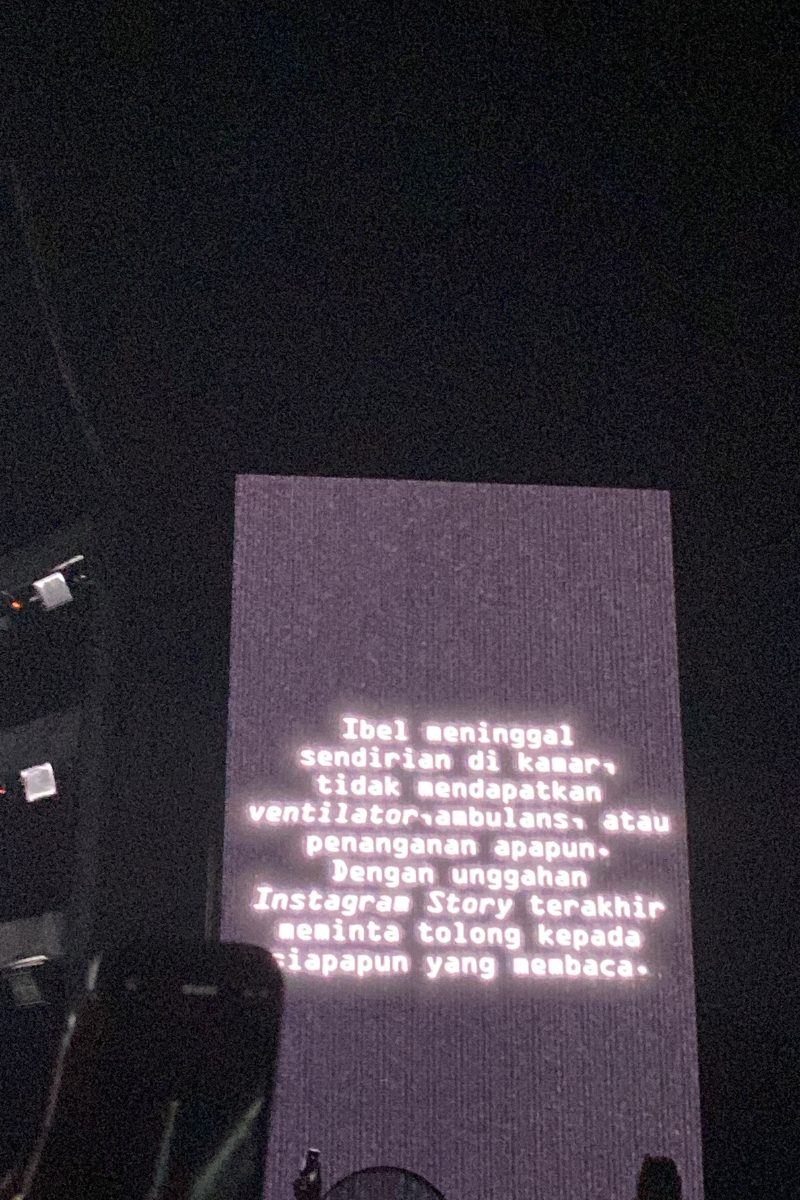 Ibel meninggal
sendirian di kamar,
tidak mendapatkan
ventilator,ambulans, atau
penanganan apapun.
Dengan unggahan
Instagram Story terakhir
meminta tolong kepada
siapapun yang membaca.